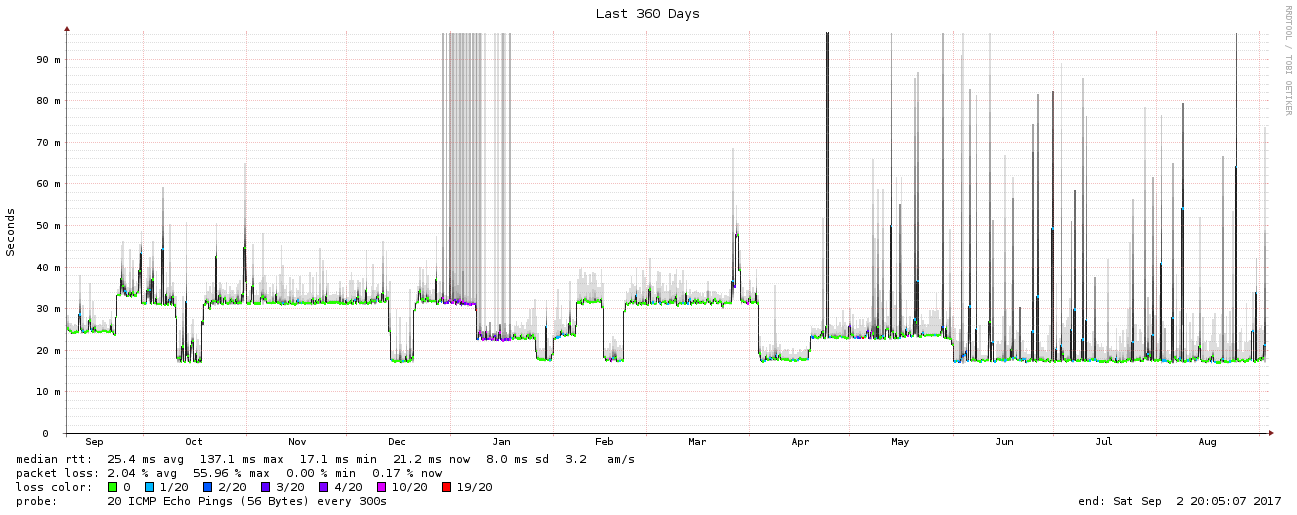 Last 360 Days
RRDTOOL / TOBI OETIKER
Seconds
90 m
80 m
70 m
60 m
50 m
40 m
30 m
20 m
10 m
0
Sep Oct Nov Dec Jan Feb Mar Apr May Jun Jul Aug
median rtt: 25.4 ms avg 137.1 ms max 17.1 ms min 21.2 ms now 8.0 ms sd 3.2 am/s
packet loss: 2.04 % avg 55.96 % max 0.00 % min 0.17 % now
loss color: 0 1/20 2/20 3/20 4/20 10/20 19/20
probe: 20 ICMP Echo Pings (56 Bytes) every 300s end: Sat Sep 2 20:05:07 2017